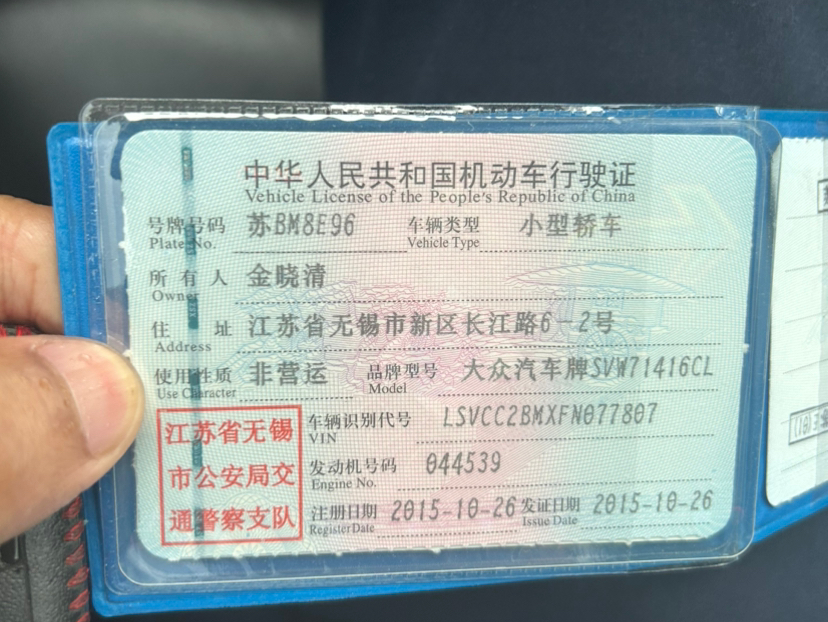 中华人民共和国机动车行驶证
Vehicle License of the People's Republic of China
号牌号码 苏BM8E96 车辆类型 小型轿车
Plate No. Vehicle Type
所有人 金晓清
Owner
住址 江苏省无锡市新区长江路6-2号
Address
使用性质 非营运 品牌型号 大众汽车牌SVW71416CL
Use Character Model
江苏省无锡
市公安局交
通警察支队
车辆识别代号 LSVCC2BMXFN077807
VIN
发动机号码 044539
Engine No.
注册日期 2015-10-26 发证日期 2015-10-26
Register Date Issue Date